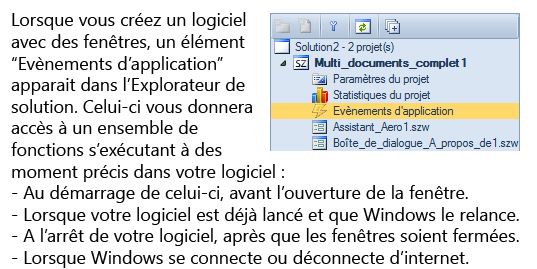 Lorsque vous créez un logiciel
avec des fenêtres, un élément
“Evènements d’application”
apparait dans l’Explorateur de
solution. Celui-ci vous donnera
accès à un ensemble de
fonctions s’exécutant à des
moment précis dans votre logiciel :
- Au démarrage de celui-ci, avant l’ouverture de la fenêtre.
- Lorsque votre logiciel est déjà lancé et que Windows le relance.
- A l’arrêt de votre logiciel, après que les fenêtres soient fermées.
- Lorsque Windows se connecte ou déconnecte d’internet.
Solution2 - 2 projet(s)
SZ Multi_documents_complet1
Paramètres du projet
Statistiques du projet
Evènements d'application
Assistant_Aero1.szw
Boîte_de_dialogue_A_propos_de1.szw